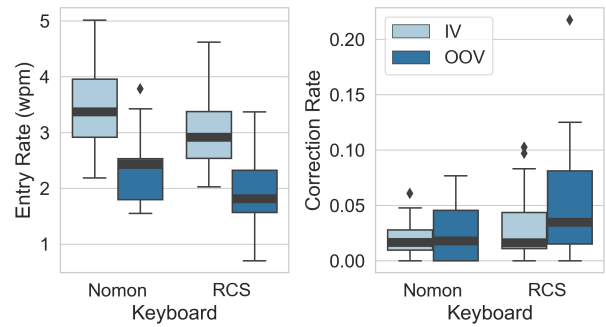 Entry Rate (wpm)
5
4
3
2
1
Nomon
RCS
Keyboard
Correction Rate
0.20
0.15
0.10
0.05
0.00
IV
OOV
Nomon
RCS
Keyboard